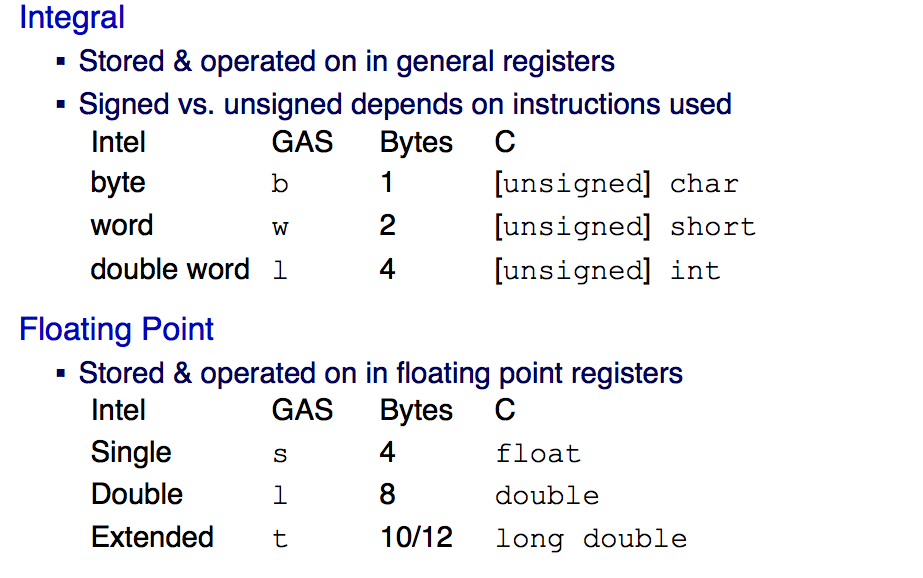 Integral
▪ Stored & operated on in general registers
▪ Signed vs. unsigned depends on instructions used
Intel GAS Bytes C
byte b 1 [unsigned] char
word w 2 [unsigned] short
double word l 4 [unsigned] int
Floating Point
▪ Stored & operated on in floating point registers
Intel GAS Bytes C
Single s 4 float
Double l 8 double
Extended t 10/12 long double